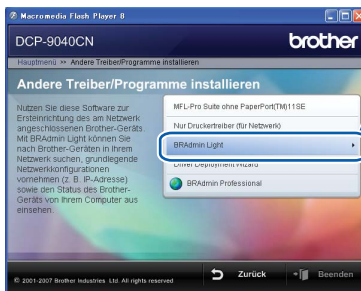 Macromedia Flash Player 8
DCP-9040CN
brother
Hauptmenü >> Andere Treiber/Programme installieren
Andere Treiber/Programme installieren
Nutzen Sie diese Software zur
Ersteinrichtung des am Netzwerk
angeschlossenen Brother-Geräts.
Mit BRAdmin Light können Sie
nach Brother-Geräten in Ihrem
Netzwerk suchen, grundlegende
Netzwerkkonfigurationen
vornehmen (z. B. IP-Adresse)
sowie den Status des Brother-
Geräts von Ihrem Computer aus
einsehen.
MFL-Pro Suite ohne PaperPort(TM)11SE
Nur Druckertreiber (für Netzwerk)
BRAdmin Light
Driver Deployment Wizard
BRAdmin Professional
© 2001-2007 Brother Industries Ltd. All rights reserved
Zurück
Beenden